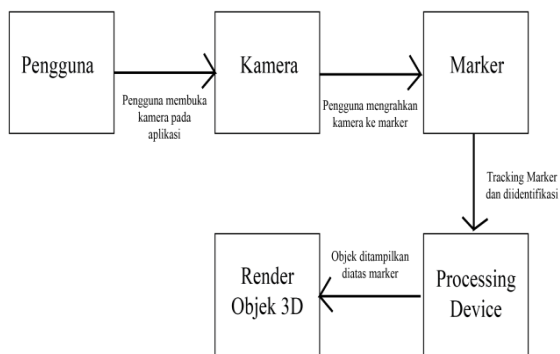 Pengguna
Pengguna membuka
kamera pada
aplikasi
Kamera
Pengguna mengrahkan
kamera ke marker
Marker
Tracking Marker
dan diidentifikasi
Processing
Device
Objek ditampilkan
diatas marker
Render
Objek 3D